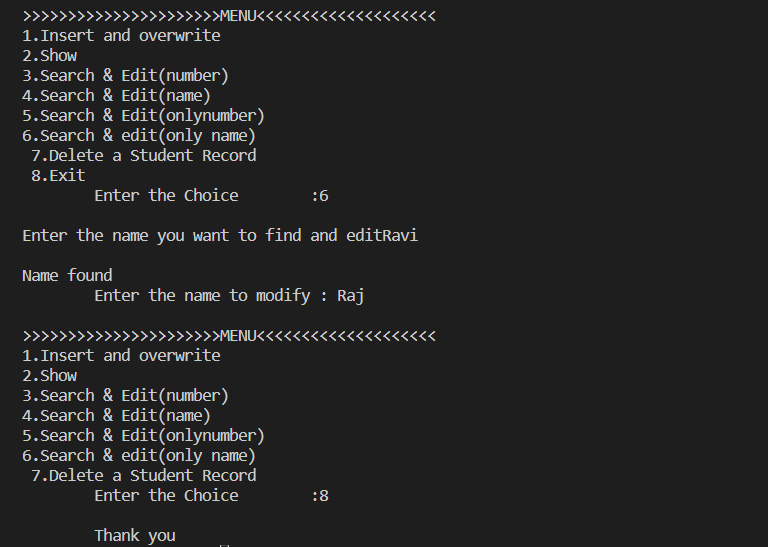 >>>>>>>>>>>>>>>>>>>>>>MENU<<<<<<<<<<<<<<<<<<<<
1.Insert and overwrite
2.Show
3.Search & Edit(number)
4.Search & Edit(name)
5.Search & Edit(onlynumber)
6.Search & edit(only name)
7.Delete a Student Record
8.Exit
Enter the Choice        :6
Enter the name you want to find and editRavi
Name found
Enter the name to modify : Raj
>>>>>>>>>>>>>>>>>>>>>>MENU<<<<<<<<<<<<<<<<<<<<
1.Insert and overwrite
2.Show
3.Search & Edit(number)
4.Search & Edit(name)
5.Search & Edit(onlynumber)
6.Search & edit(only name)
7.Delete a Student Record
Enter the Choice        :8
Thank you